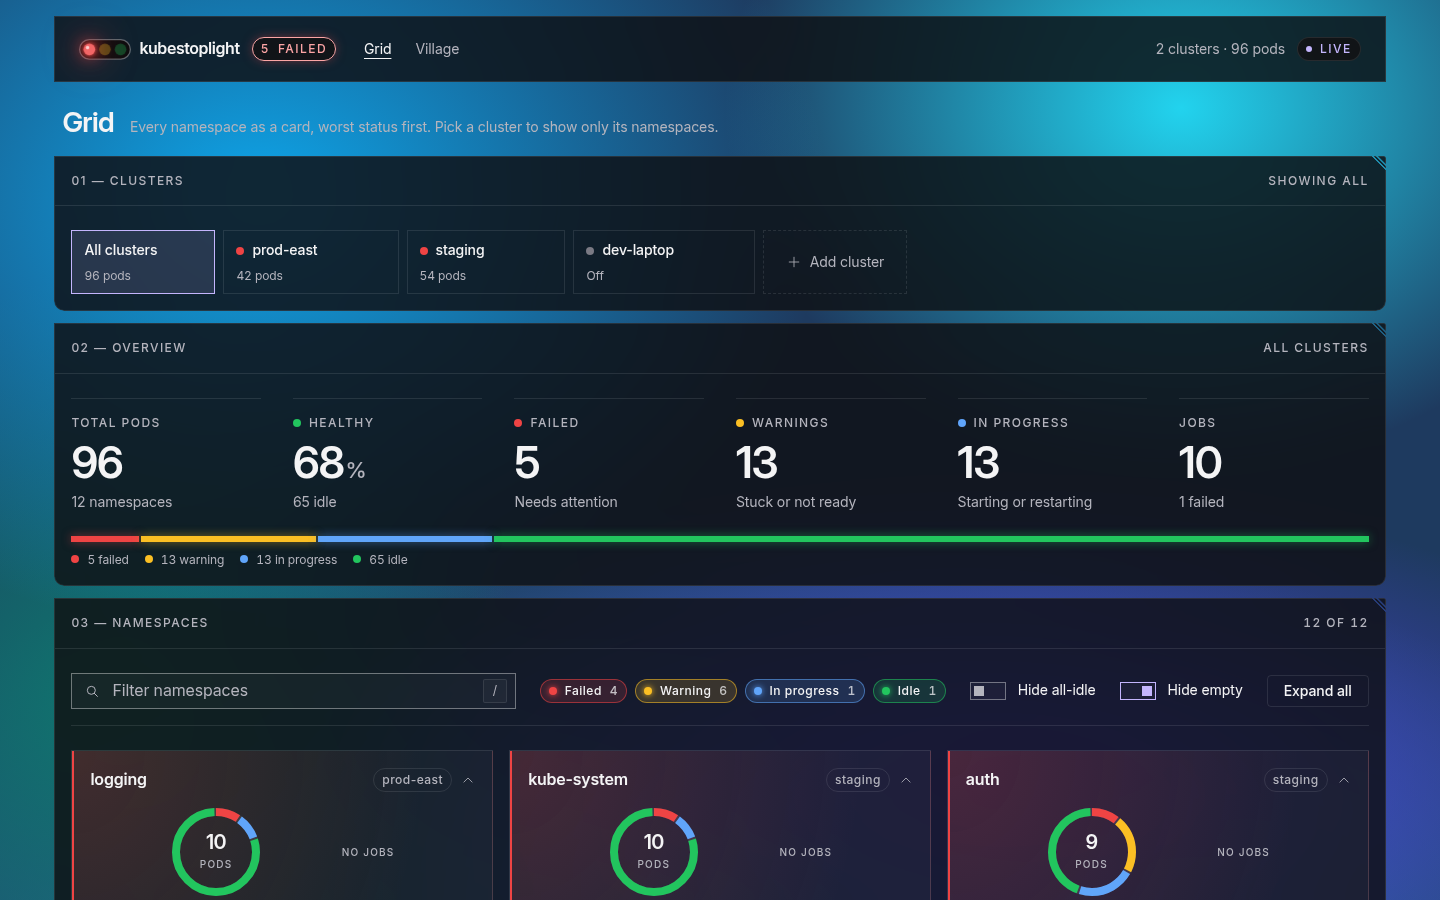 kubestoplight 5 FAILED Grid Village 2 clusters · 96 pods LIVE
Grid Every namespace as a card, worst status first. Pick a cluster to show only its namespaces.
01 — CLUSTERS SHOWING ALL
All clusters prod-east staging dev-laptop + Add cluster
96 pods 42 pods 54 pods Off
02 — OVERVIEW ALL CLUSTERS
TOTAL PODS HEALTHY FAILED WARNINGS IN PROGRESS JOBS
96 68% 5 13 13 10
12 namespaces 65 idle Needs attention Stuck or not ready Starting or restarting 1 failed
5 failed 13 warning 13 in progress 65 idle
03 — NAMESPACES 12 OF 12
Filter namespaces / Failed 4 Warning 6 In progress 1 Idle 1 Hide all-idle Hide empty Expand all
logging prod-east kube-system staging auth staging
10 PODS NO JOBS 10 PODS NO JOBS 9 PODS NO JOBS